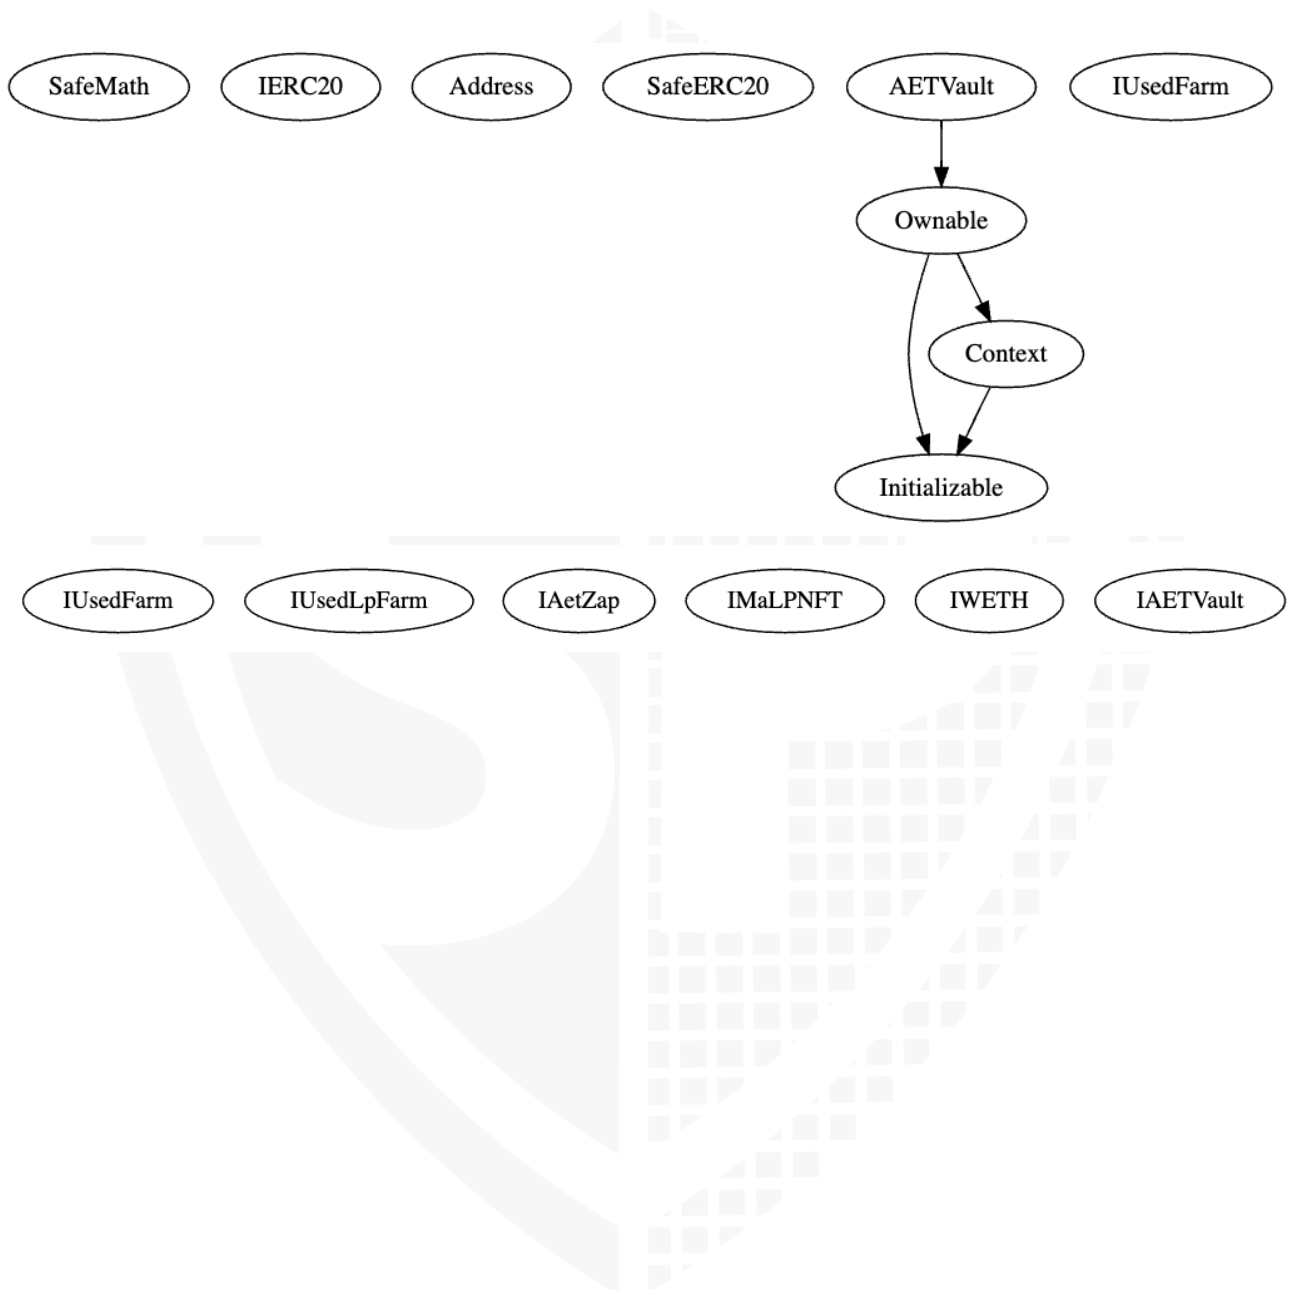 SafeMath IERC20 Address SafeERC20 AETVault IUsedFarm
Ownable
Context
Initializable
IUsedFarm IUsedLpFarm IAetZap IMaLPNFT IWETH IAETVault